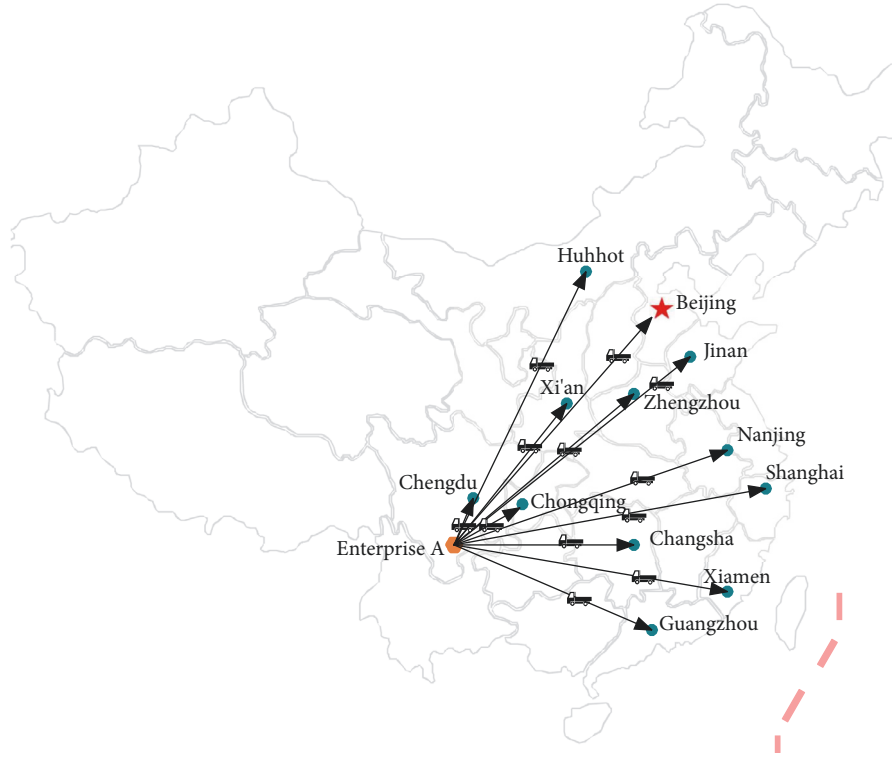 Huhhot
Beijing
Jinan
Xi'an
Zhengzhou
Nanjing
Shanghai
Chengdu
Chongqing
Changsha
Enterprise A
Xiamen
Guangzhou